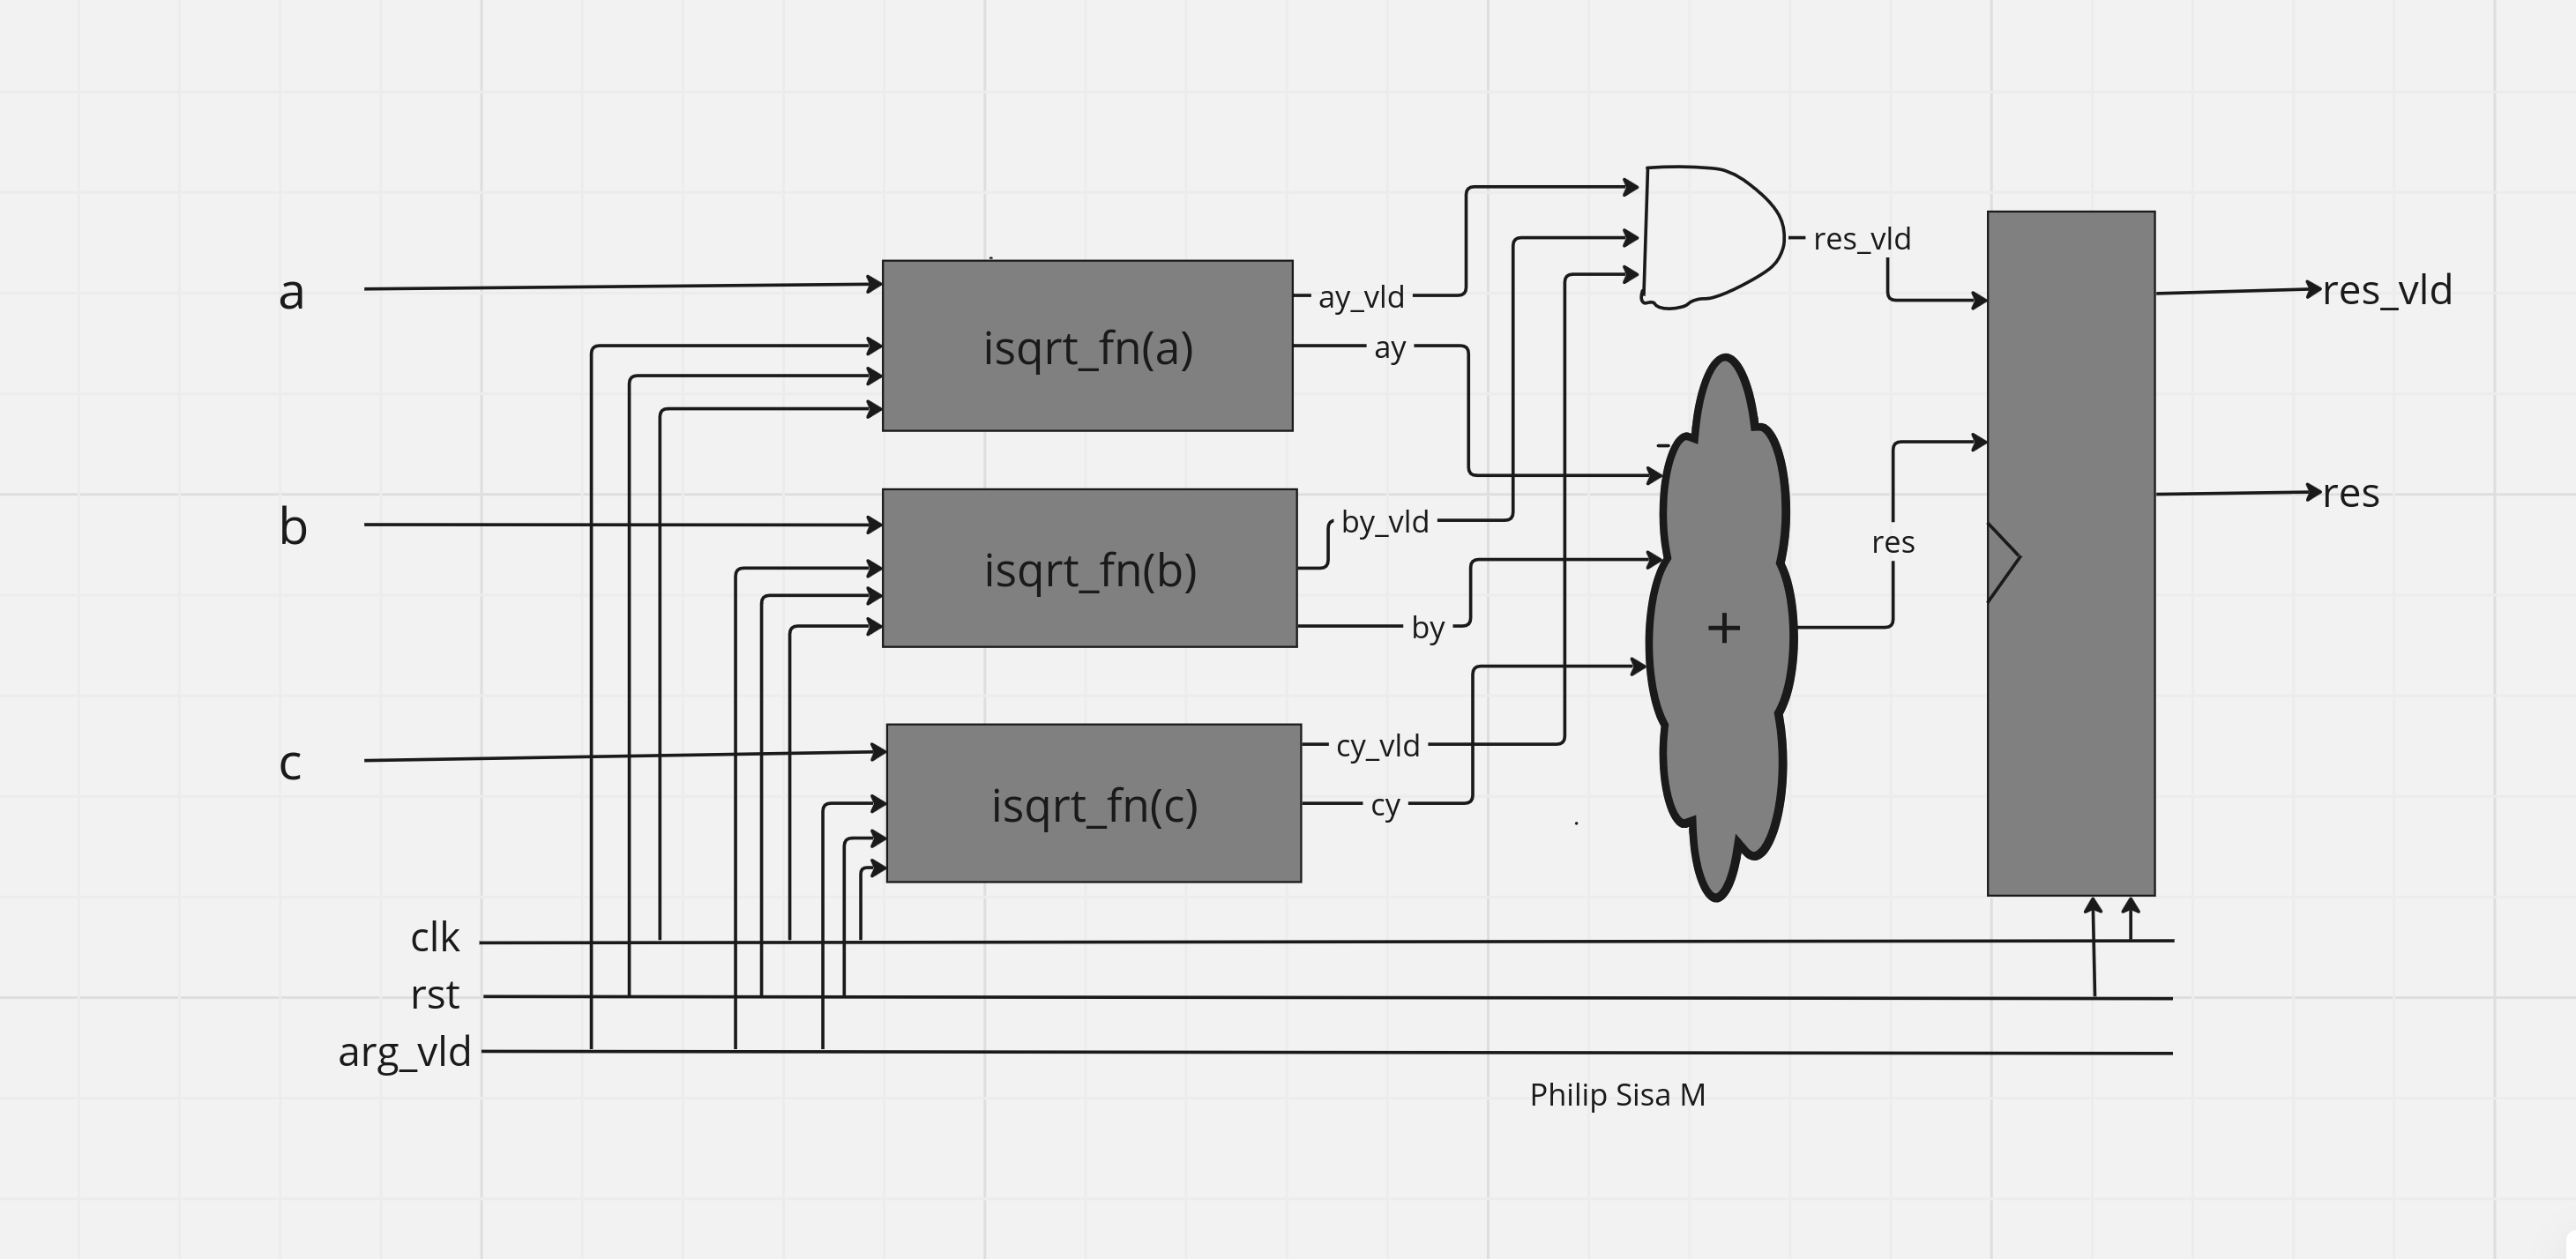 a
b
c
clk
rst
arg_vld
isqrt_fn(a)
isqrt_fn(b)
isqrt_fn(c)
ay_vld
ay
by_vld
by
cy_vld
cy
res_vld
+
res
res_vld
res
Philip Sisa M